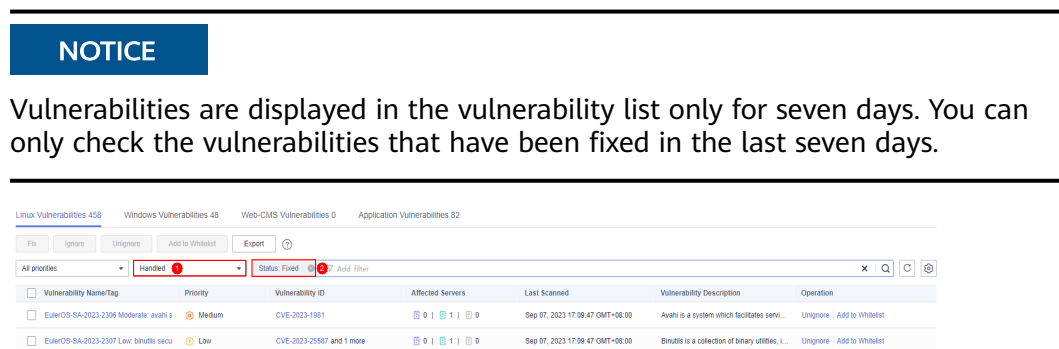 NOTICE
Vulnerabilities are displayed in the vulnerability list only for seven days. You can
only check the vulnerabilities that have been fixed in the last seven days.
Linux Vulnerabilities 458 Windows Vulnerabilities 48 Web-CMS Vulnerabilities 0 Application Vulnerabilities 82
Fix Ignore Unignore Add to Whitelist Export ?
All priorities Handled 1 Status: Fixed 2 Add filter
Vulnerability Name/Tag Priority Vulnerability ID Affected Servers Last Scanned Vulnerability Description Operation
EulerOS-SA-2023-2306 Moderate: avahi s Medium CVE-2023-1981 0 | 1 | 0 Sep 07, 2023 17:09:47 GMT+08:00 Avahi is a system which facilitates servi... Unignore | Add to Whitelist
EulerOS-SA-2023-2307 Low: binutils secu Low CVE-2023-25587 and 1 more 0 | 1 | 0 Sep 07, 2023 17:09:47 GMT+08:00 Binutils is a collection of binary utilities, i... Unignore | Add to Whitelist